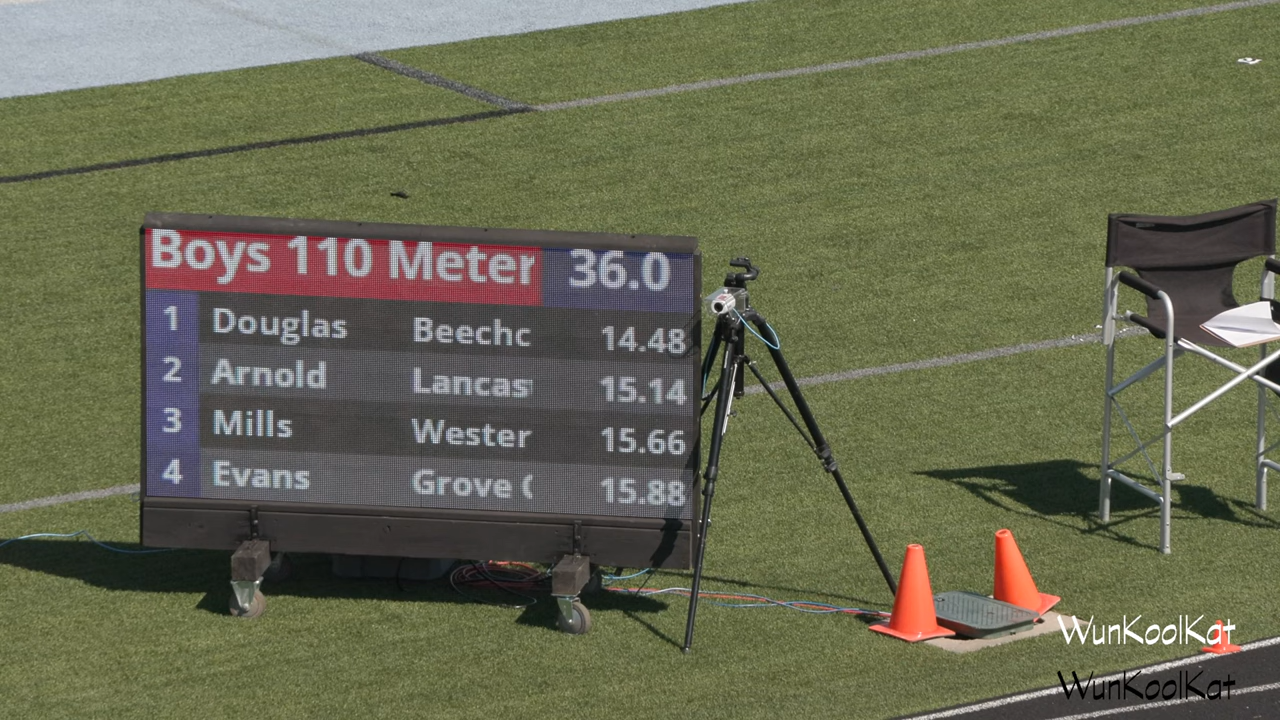 Boys 110 Meter 36.0
1 Douglas Beechc 14.48
2 Arnold Lancas 15.14
3 Mills Wester 15.66
4 Evans Grove 15.88
WunKoolKat
WunKoolKat